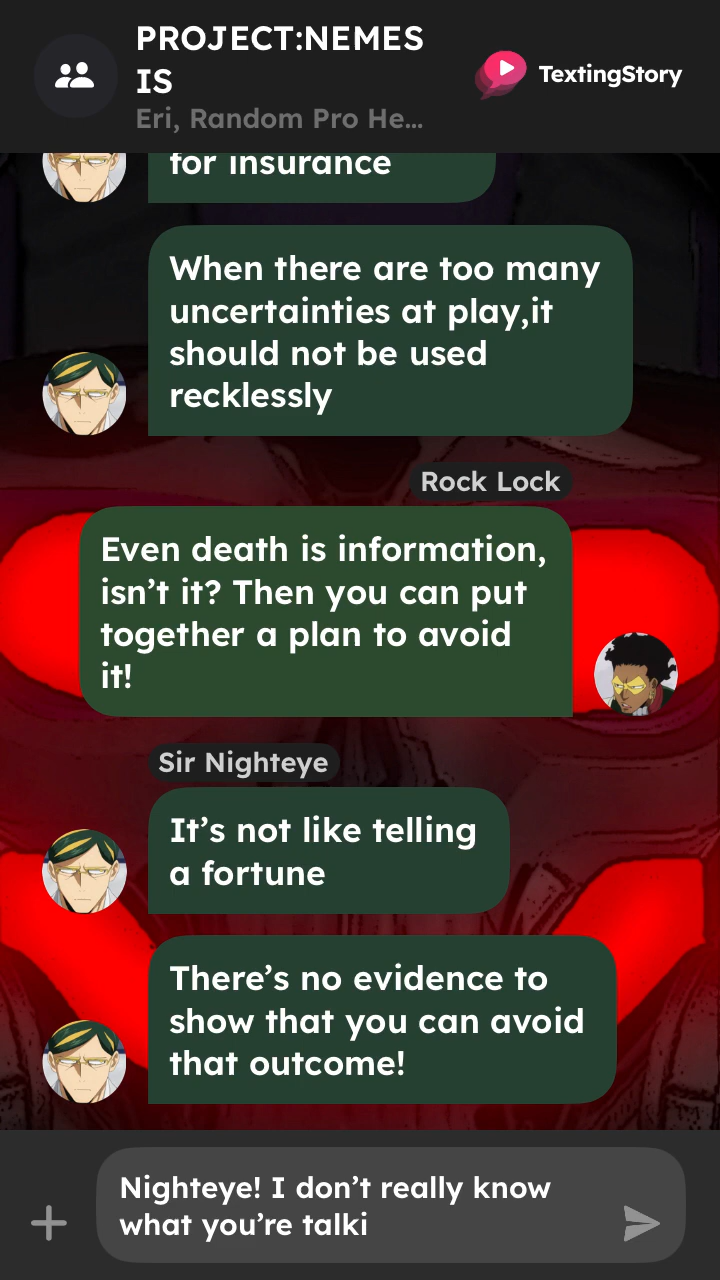 PROJECT:NEMES
IS
Eri, Random Pro He...
TextingStory
for insurance
When there are too many
uncertainties at play,it
should not be used
recklessly
Rock Lock
Even death is information,
isn't it? Then you can put
together a plan to avoid
it!
Sir Nighteye
It's not like telling
a fortune
There's no evidence to
show that you can avoid
that outcome!
Nighteye! I don't really know
what you're talki